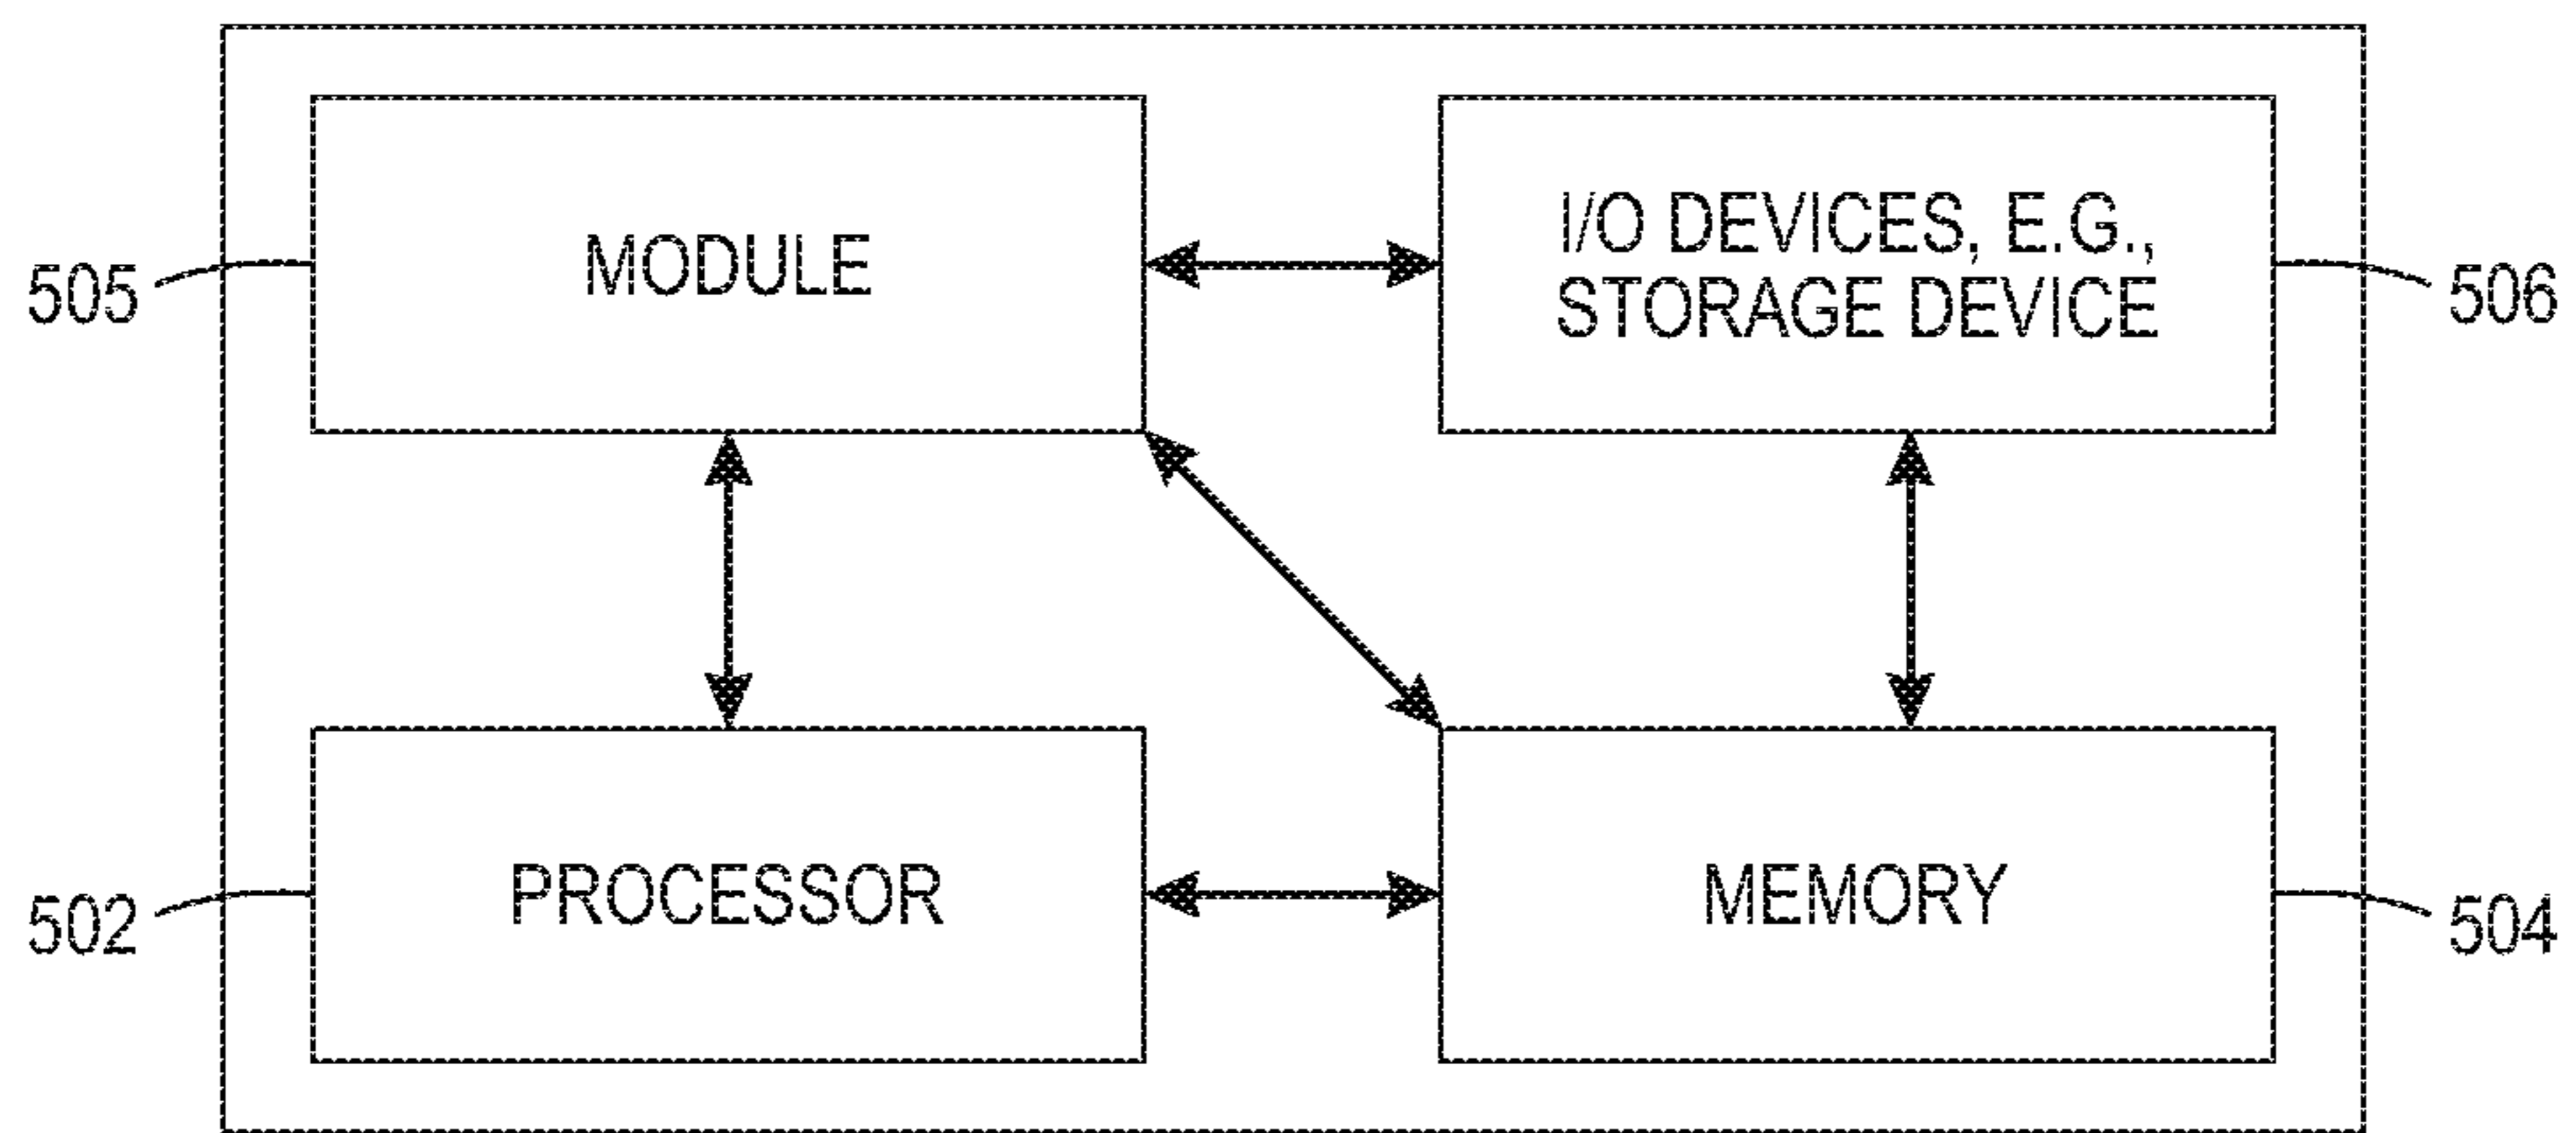 MODULE
I/O DEVICES, E.G.,
STORAGE DEVICE
505
506
PROCESSOR
MEMORY
502
504